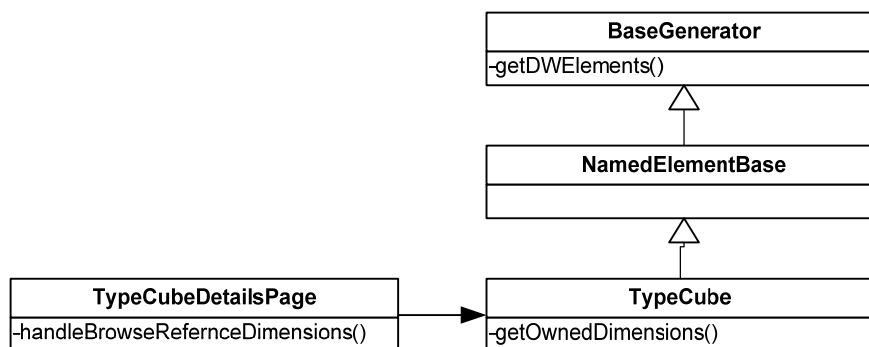 BaseGenerator
-getDWElements()
NamedElementBase
TypeCubeDetailsPage
-handleBrowseRefernceDimensions()
TypeCube
-getOwnedDimensions()